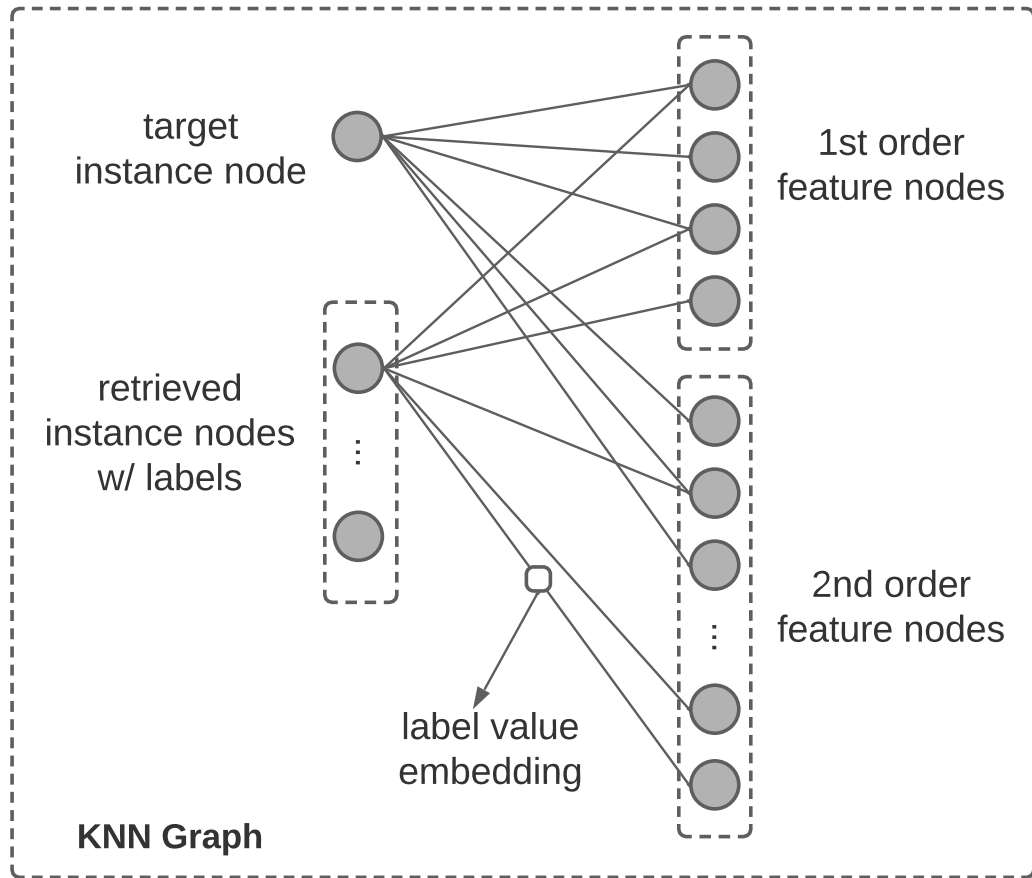 target
instance node
1st order
feature nodes
retrieved
instance nodes
w/ labels
...
2nd order
feature nodes
...
label value
embedding
KNN Graph